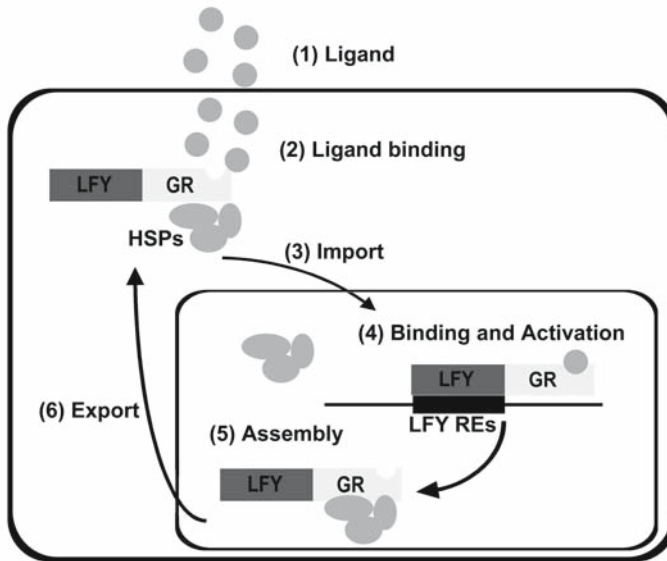 (1) Ligand
(2) Ligand binding
LFY GR
HSPs
(3) Import
(4) Binding and Activation
LFY GR
LFY REs
(6) Export
(5) Assembly
LFY GR